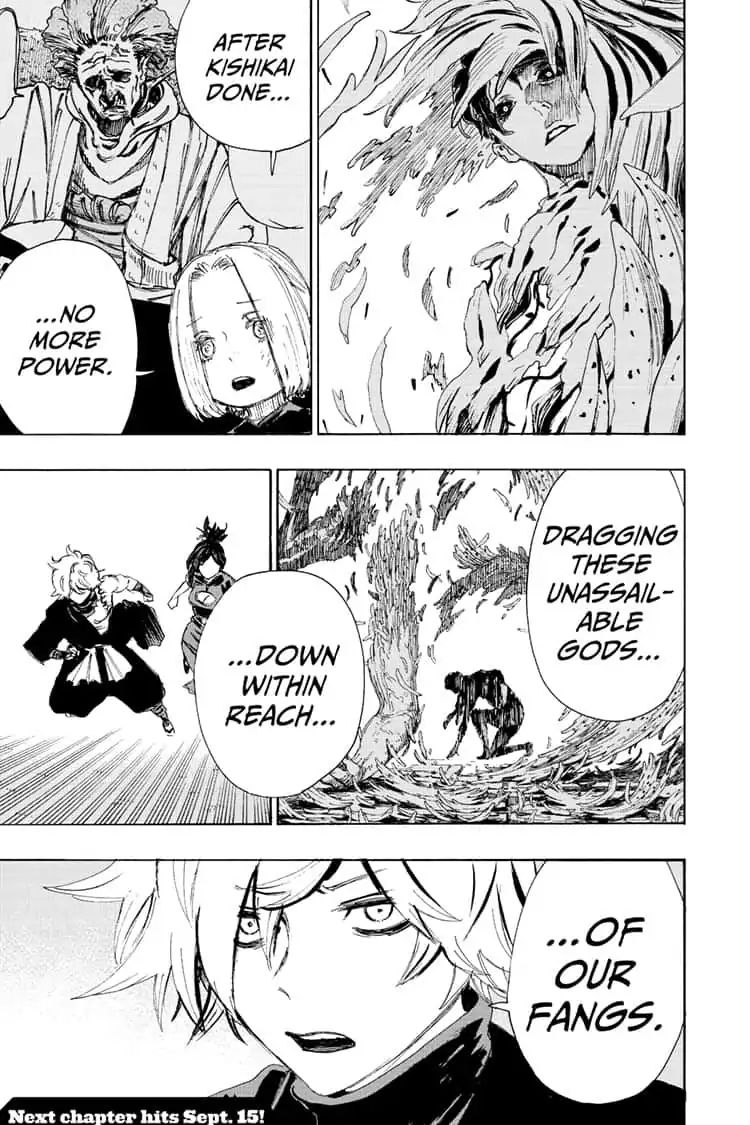 AFTER
KISHIKAI
DONE...
...NO
MORE
POWER.
DRAGGING
THESE
UNASSAIL-
ABLE
GODS...
...DOWN
WITHIN
REACH...
...OF
OUR
FANGS.
Next chapter hits Sept. 15!